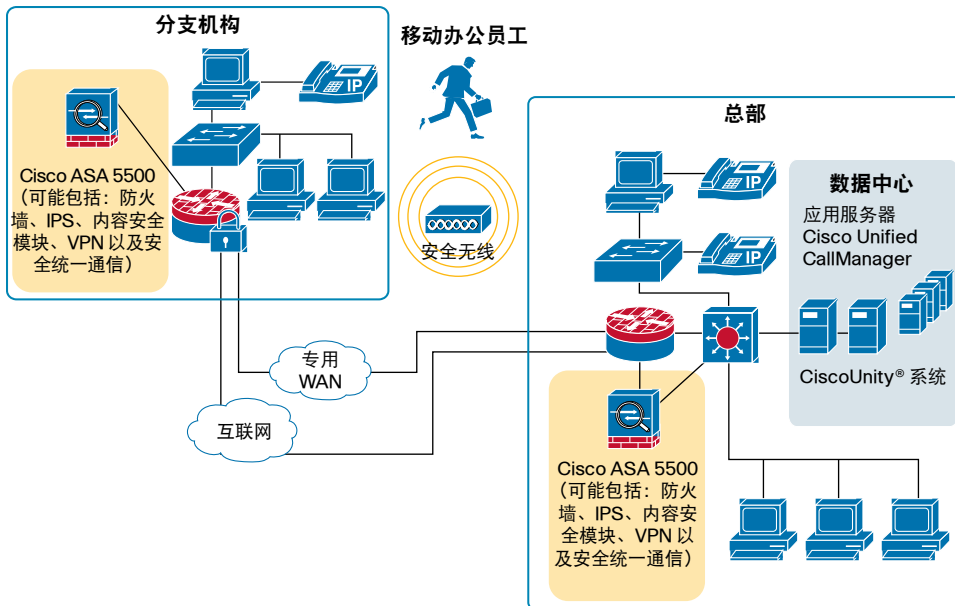 分支机构
IP
Cisco ASA 5500
（可能包括：防火
墙、IPS、内容安全
模块、VPN 以及安
全统一通信）
移动办公员工
安全无线
总部
IP
IP
数据中心
应用服务器
Cisco Unified
CallManager
CiscoUnity® 系统
专用
WAN
互联网
Cisco ASA 5500
（可能包括：防火
墙、IPS、内容安
全模块、VPN 以
及安全统一通信）